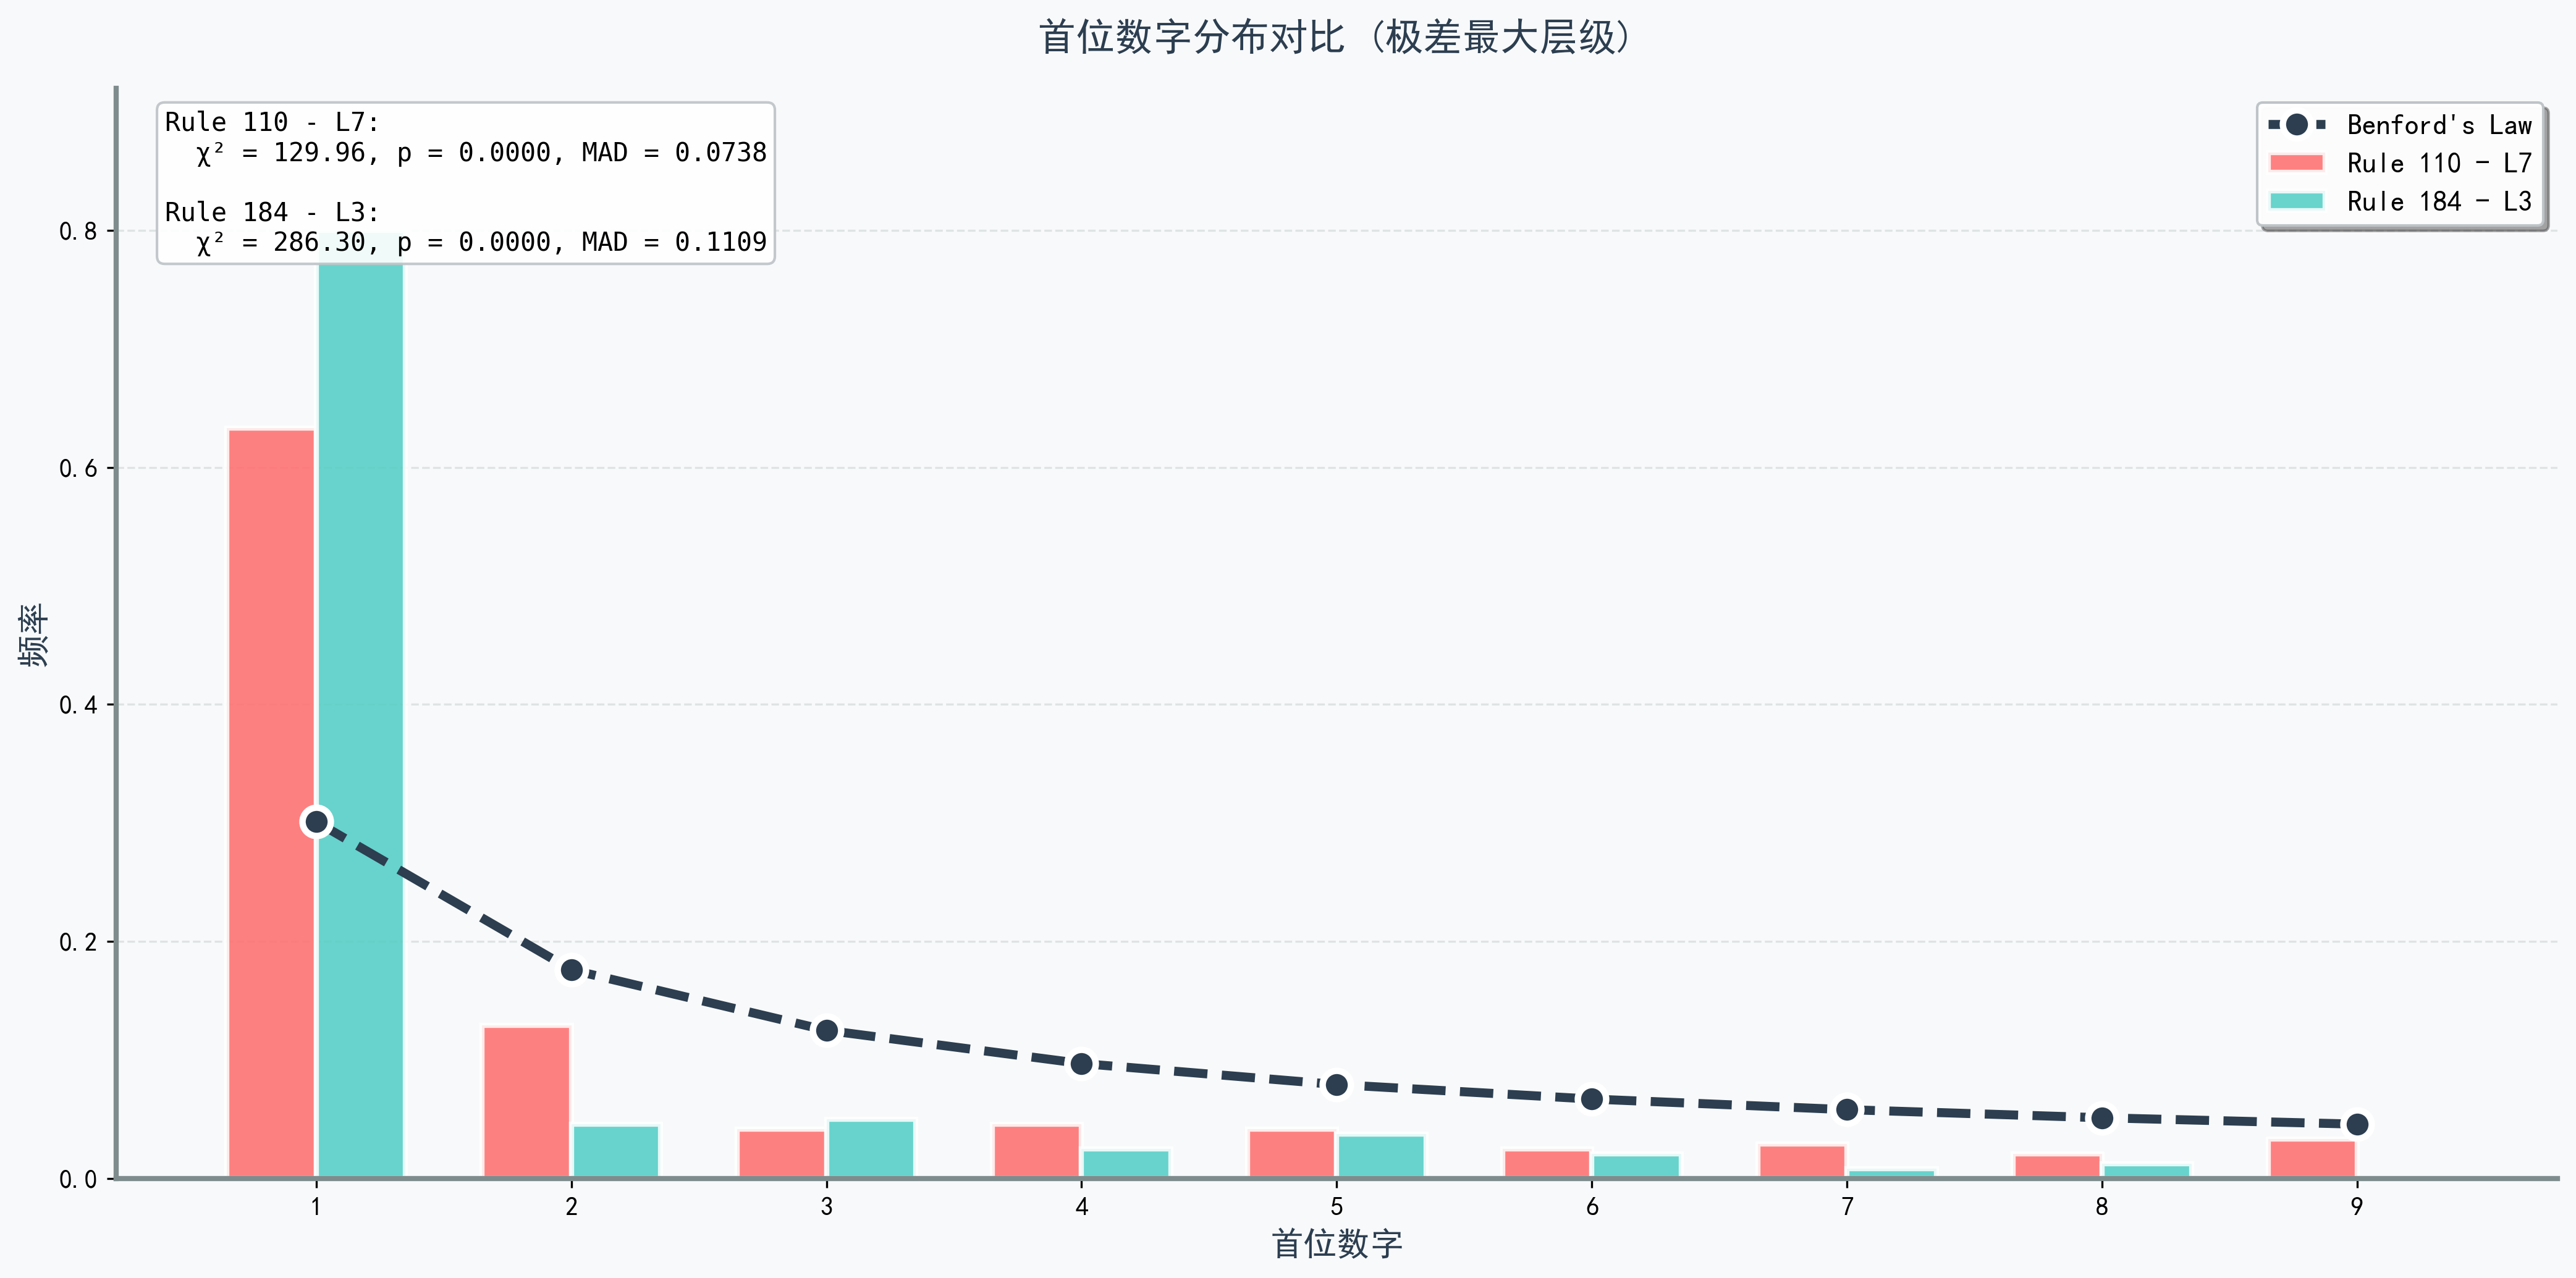 首位数字分布对比 (极差最大层级)
Rule 110 - L7:
χ² = 129.96, p = 0.0000, MAD = 0.0738
Rule 184 - L3:
χ² = 286.30, p = 0.0000, MAD = 0.1109
Benford's Law
Rule 110 - L7
Rule 184 - L3
频率
0.8
0.6
0.4
0.2
0.0
1 2 3 4 5 6 7 8 9
首位数字